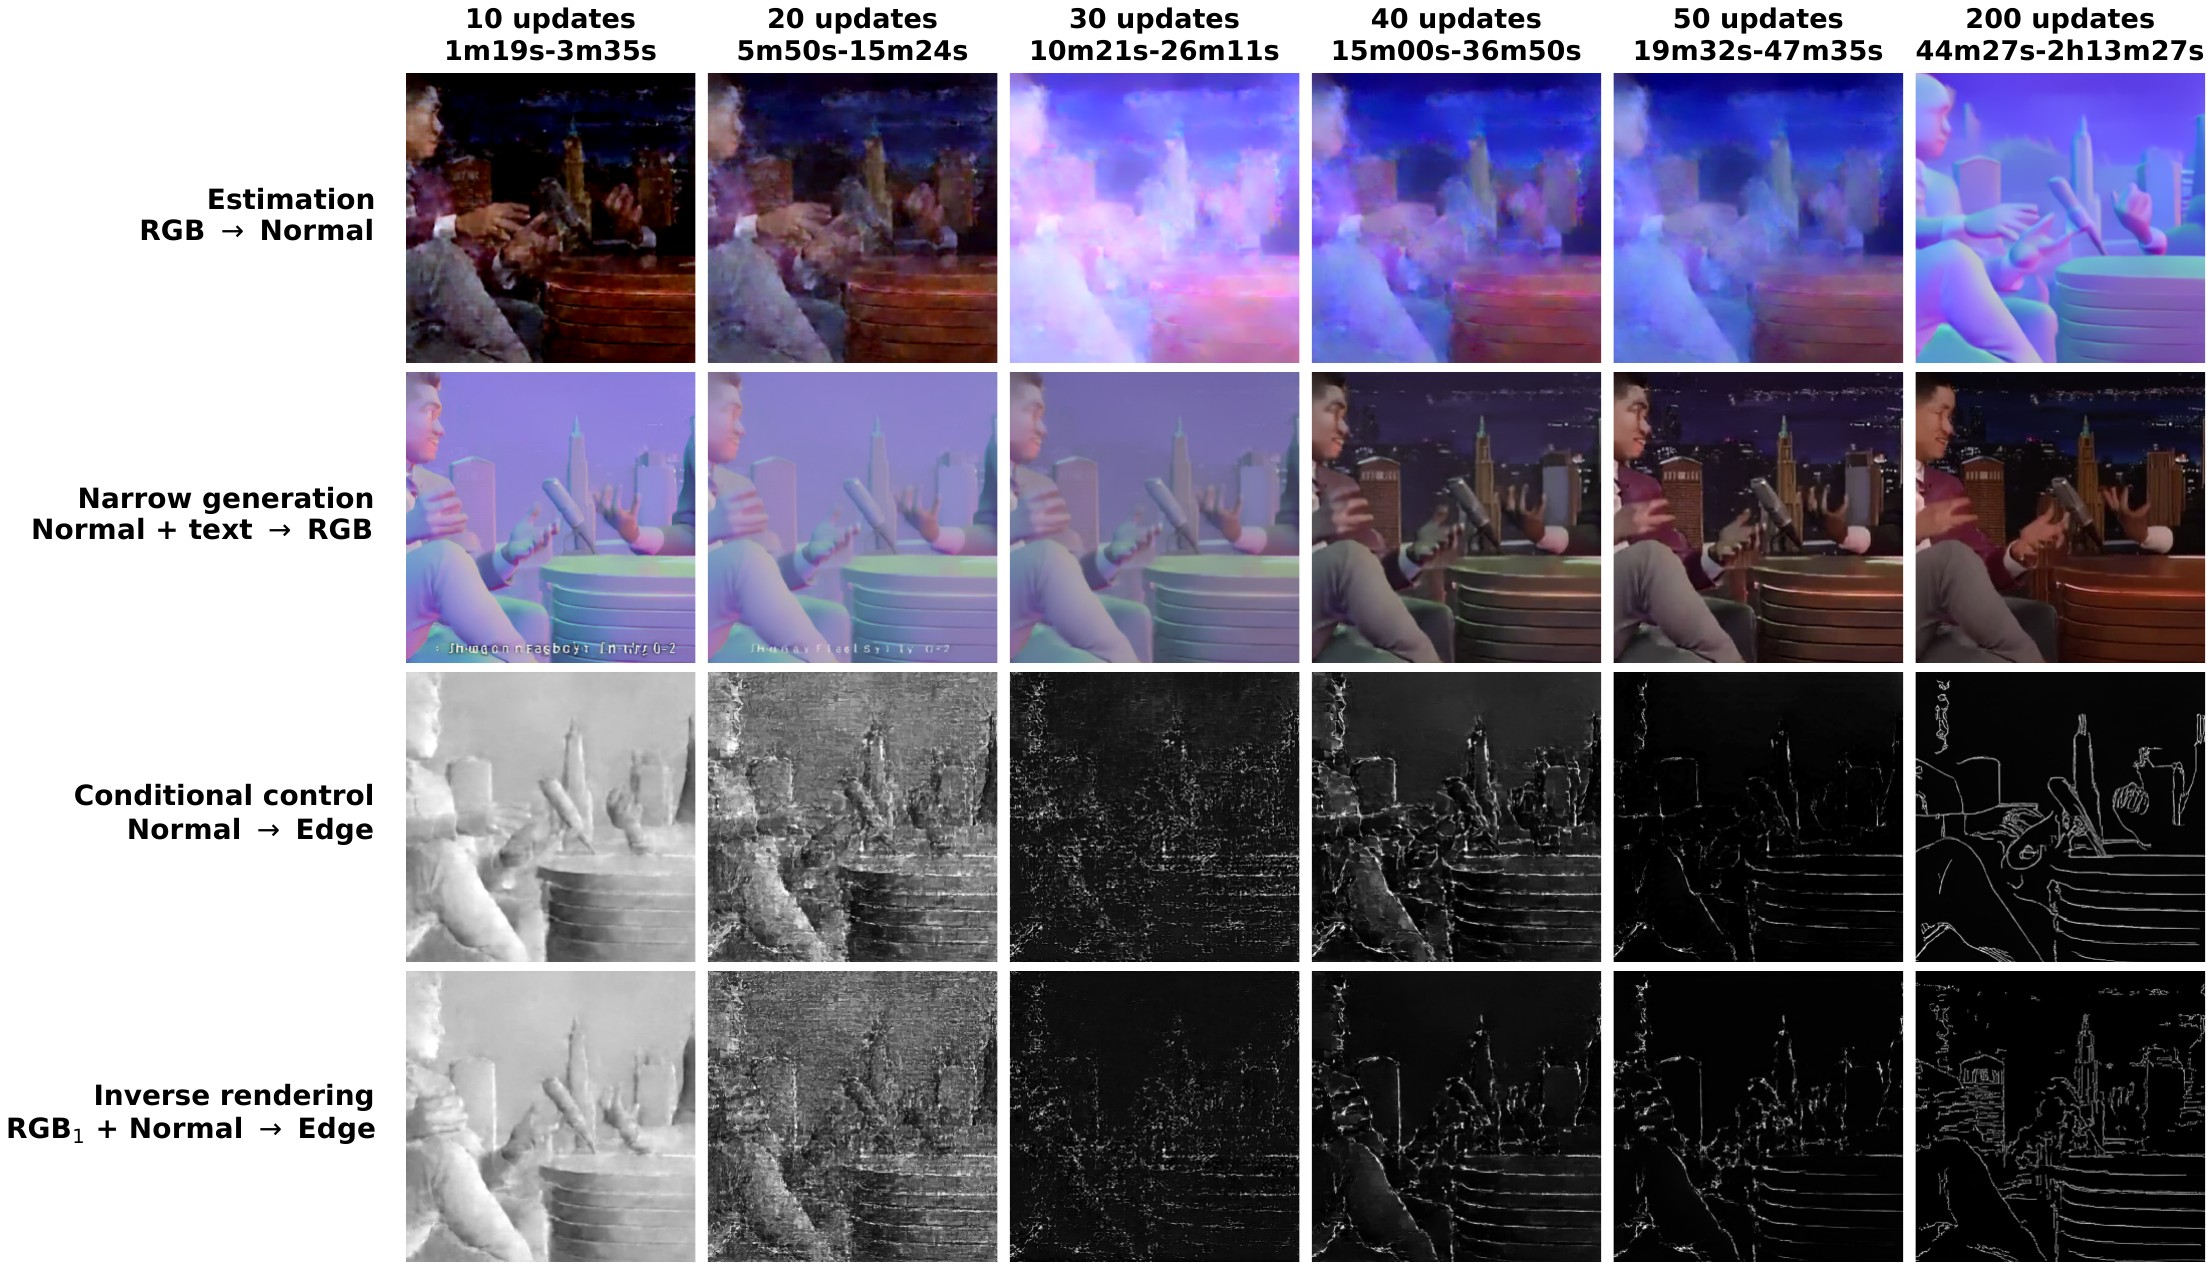 10 updates
1m19s-3m35s
20 updates
5m50s-15m24s
30 updates
10m21s-26m11s
40 updates
15m00s-36m50s
50 updates
19m32s-47m35s
200 updates
44m27s-2h13m27s
Estimation
RGB → Normal
Narrow generation
Normal + text → RGB
Conditional control
Normal → Edge
Inverse rendering
RGB₁ + Normal → Edge